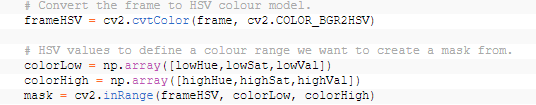 # Convert the frame to HSV colour model.
frameHSV = cv2.cvtColor(frame, cv2.COLOR_BGR2HSV)
# HSV values to define a colour range we want to create a mask from.
colorLow = np.array([lowHue,lowSat,lowVal])
colorHigh = np.array([highHue,highSat,highVal])
mask = cv2.inRange(frameHSV, colorLow, colorHigh)